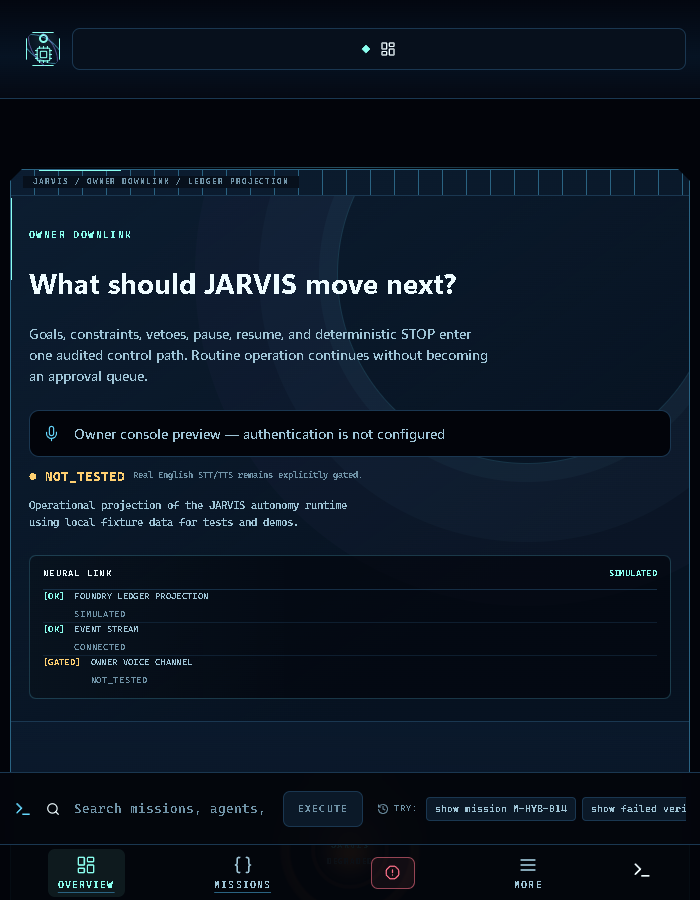 JARVIS / OWNER DOWNLINK / LEDGER PROJECTION
OWNER DOWNLINK
What should JARVIS move next?
Goals, constraints, vetoes, pause, resume, and deterministic STOP enter
one audited control path. Routine operation continues without becoming
an approval queue.
Owner console preview — authentication is not configured
NOT_TESTED Real English STT/TTS remains explicitly gated.
Operational projection of the JARVIS autonomy runtime
using local fixture data for tests and demos.
NEURAL LINK SIMULATED
[OK] FOUNDRY LEDGER PROJECTION
SIMULATED
[OK] EVENT STREAM
CONNECTED
[GATED] OWNER VOICE CHANNEL
NOT_TESTED
Search missions, agents, EXECUTE TRY: show mission M-HYB-014 show failed veri
OVERVIEW MISSIONS MORE